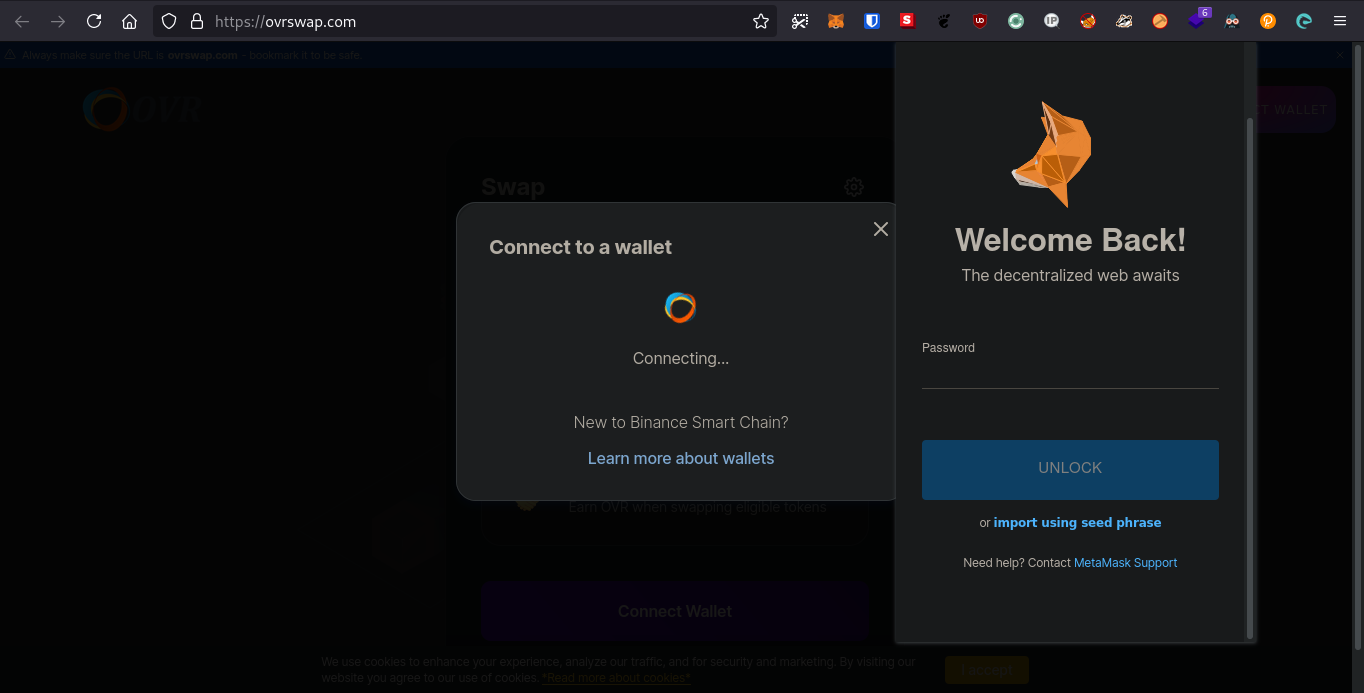 https://ovrswap.com
6
Always make sure the URL is ovrswap.com - bookmark it to be safe.
OVR
CT WALLET
Swap
Connect to a wallet
Connecting...
New to Binance Smart Chain?
Learn more about wallets
Earn OVR when swapping eligible tokens
Connect Wallet
Welcome Back!
The decentralized web awaits
Password
UNLOCK
or import using seed phrase
Need help? Contact MetaMask Support
We use cookies to enhance your experience, analyze our traffic, and for security and marketing. By visiting our
website you agree to our use of cookies. *Read more about cookies*
I accept